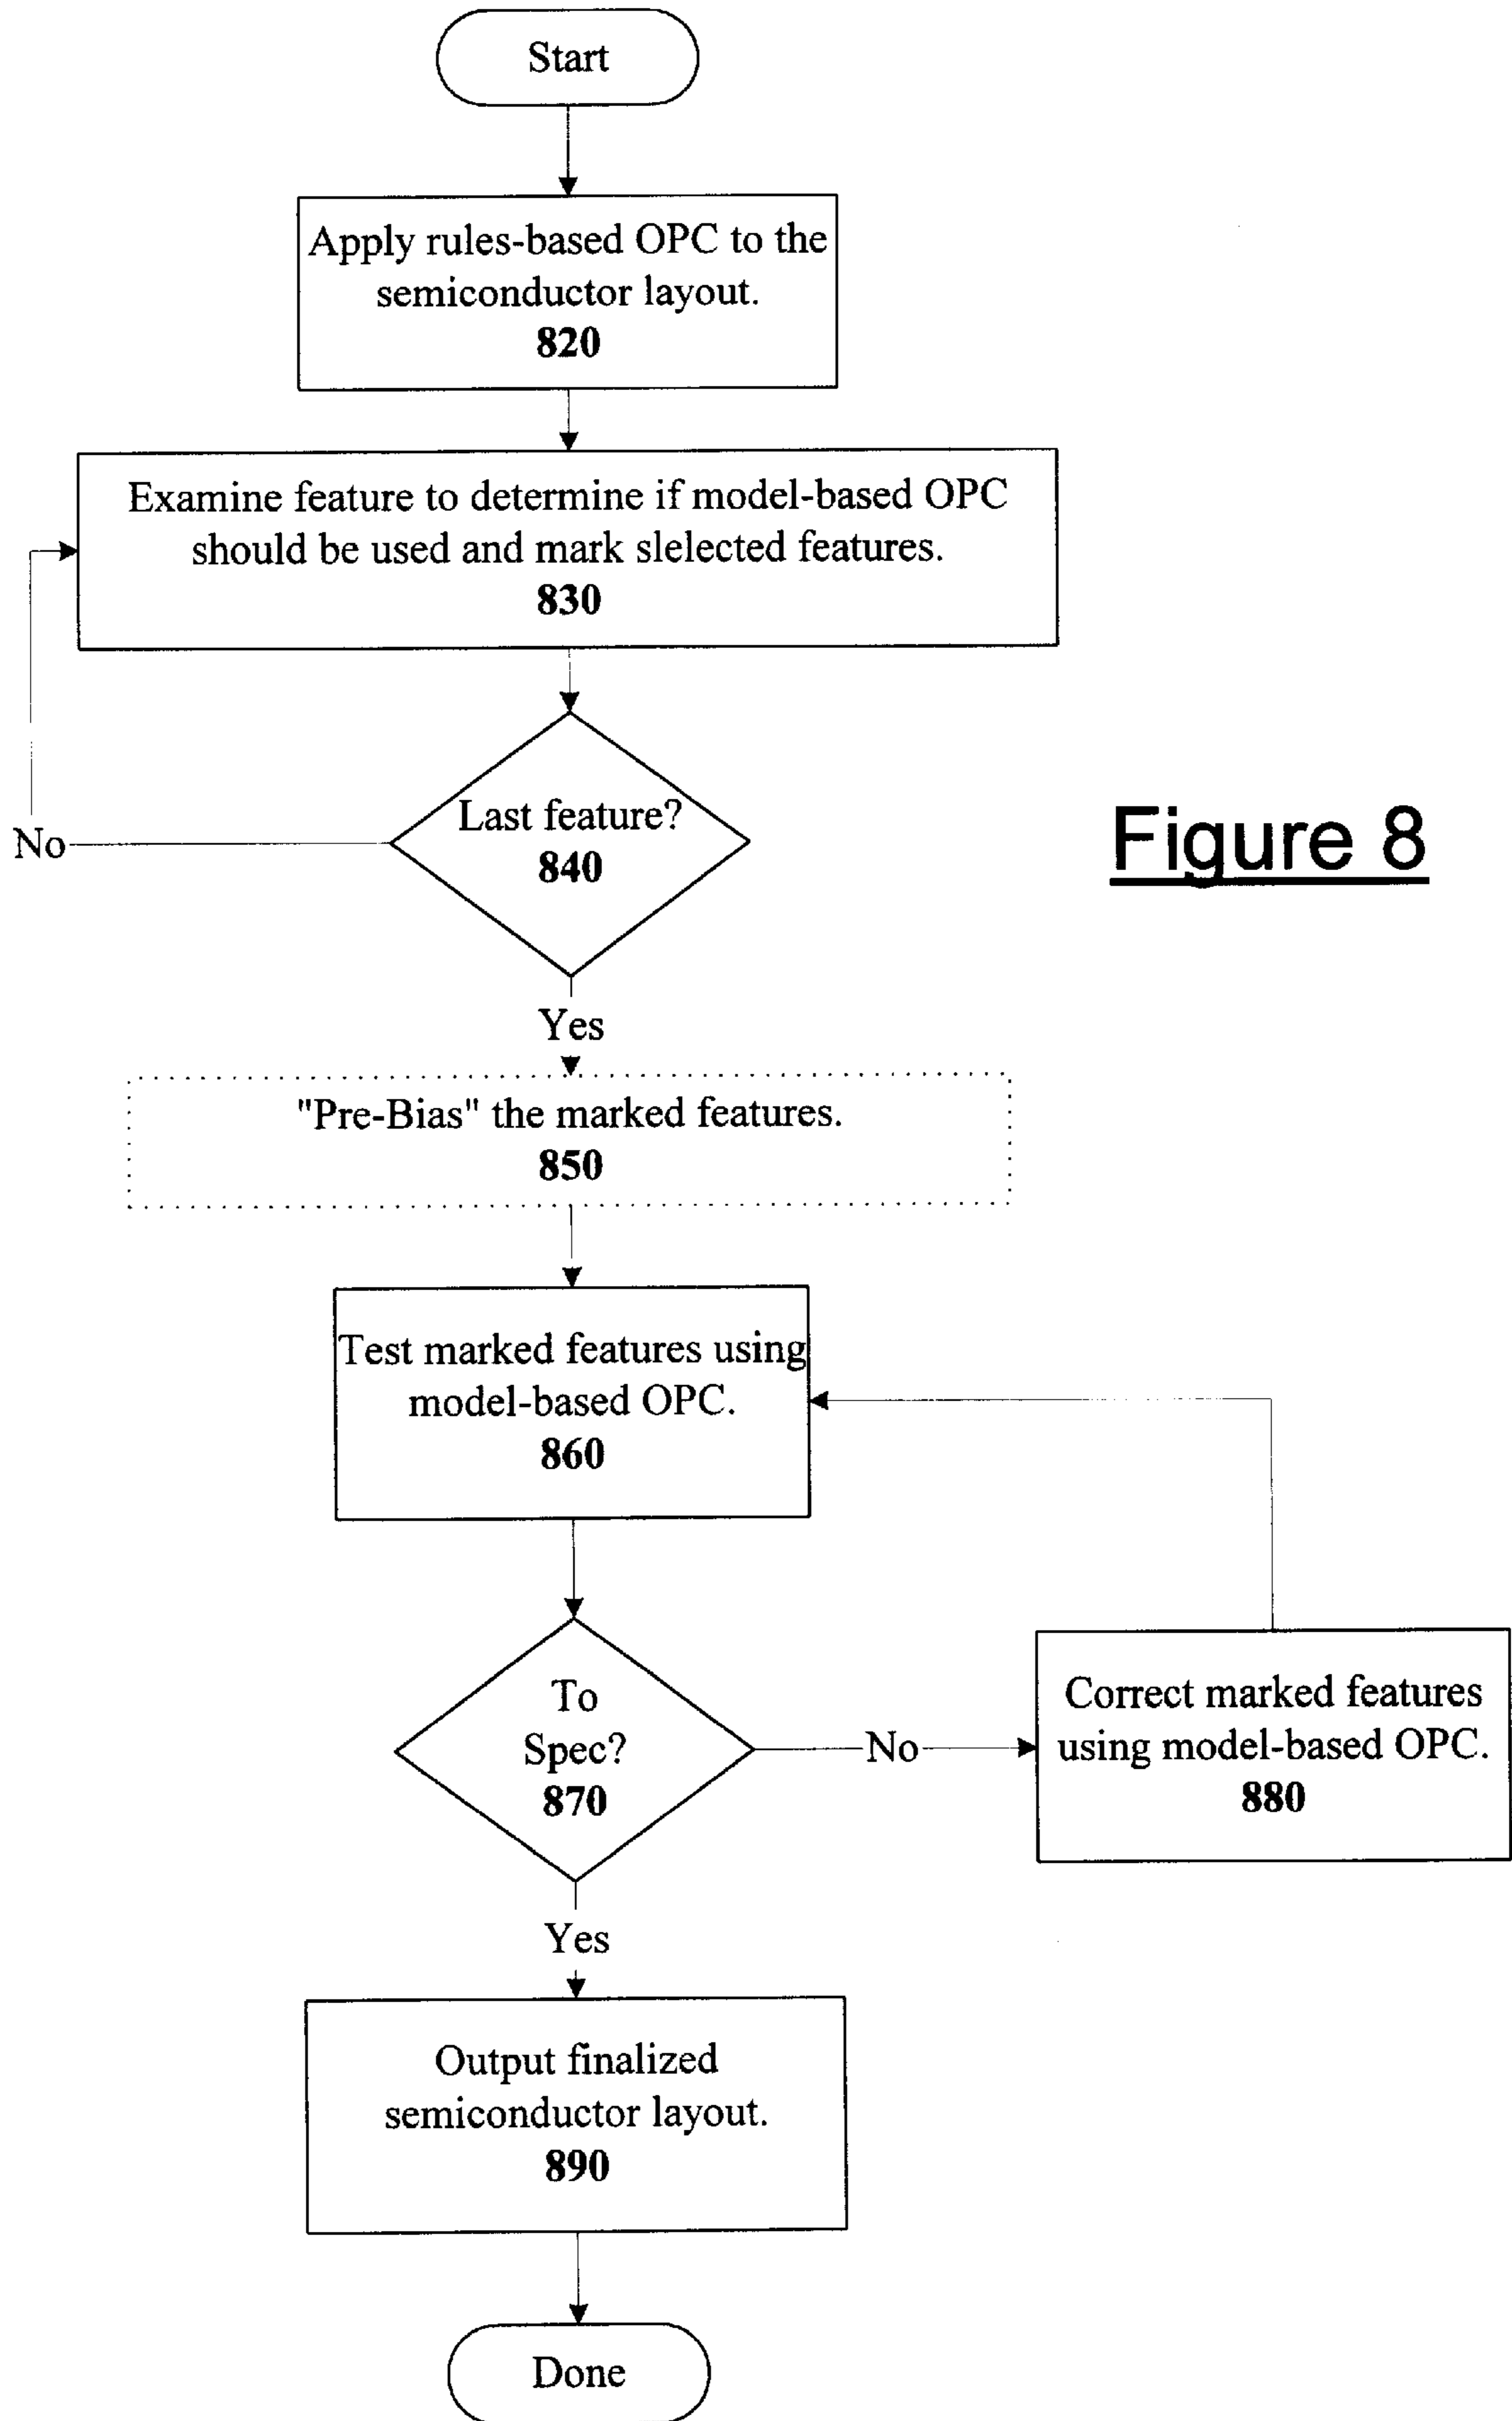 Start
Apply rules-based OPC to the
semiconductor layout.
820
Examine feature to determine if model-based OPC
should be used and mark slelected features.
830
Last feature?
840
No
Figure 8
Yes
"Pre-Bias" the marked features.
850
Test marked features using
model-based OPC.
860
To
Spec?
870
No
Correct marked features
using model-based OPC.
880
Yes
Output finalized
semiconductor layout.
890
Done